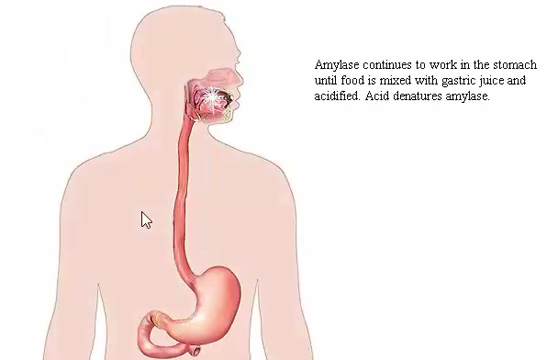 Amylase continues to work in the stomach
until food is mixed with gastric juice and
acidified. Acid denatures amylase.